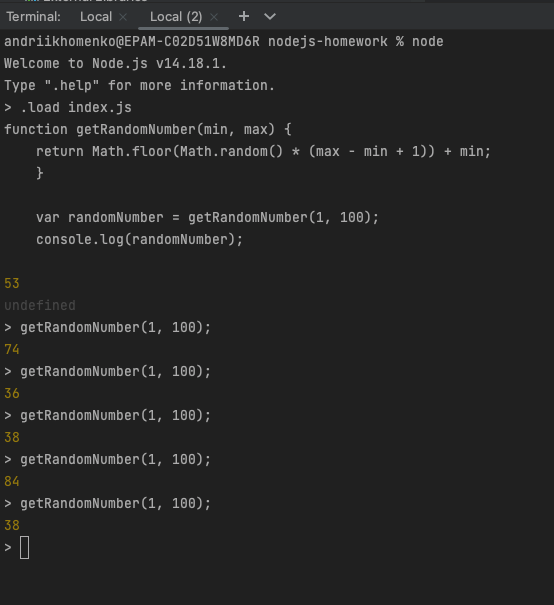 Terminal: Local × Local (2) × +
andriikhomenko@EPAM-C02D51W8MD6R nodejs-homework % node
Welcome to Node.js v14.18.1.
Type ".help" for more information.
> .load index.js
function getRandomNumber(min, max) {
    return Math.floor(Math.random() * (max - min + 1)) + min;
    }

    var randomNumber = getRandomNumber(1, 100);
    console.log(randomNumber);

53
undefined
> getRandomNumber(1, 100);
74
> getRandomNumber(1, 100);
36
> getRandomNumber(1, 100);
38
> getRandomNumber(1, 100);
84
> getRandomNumber(1, 100);
38
>